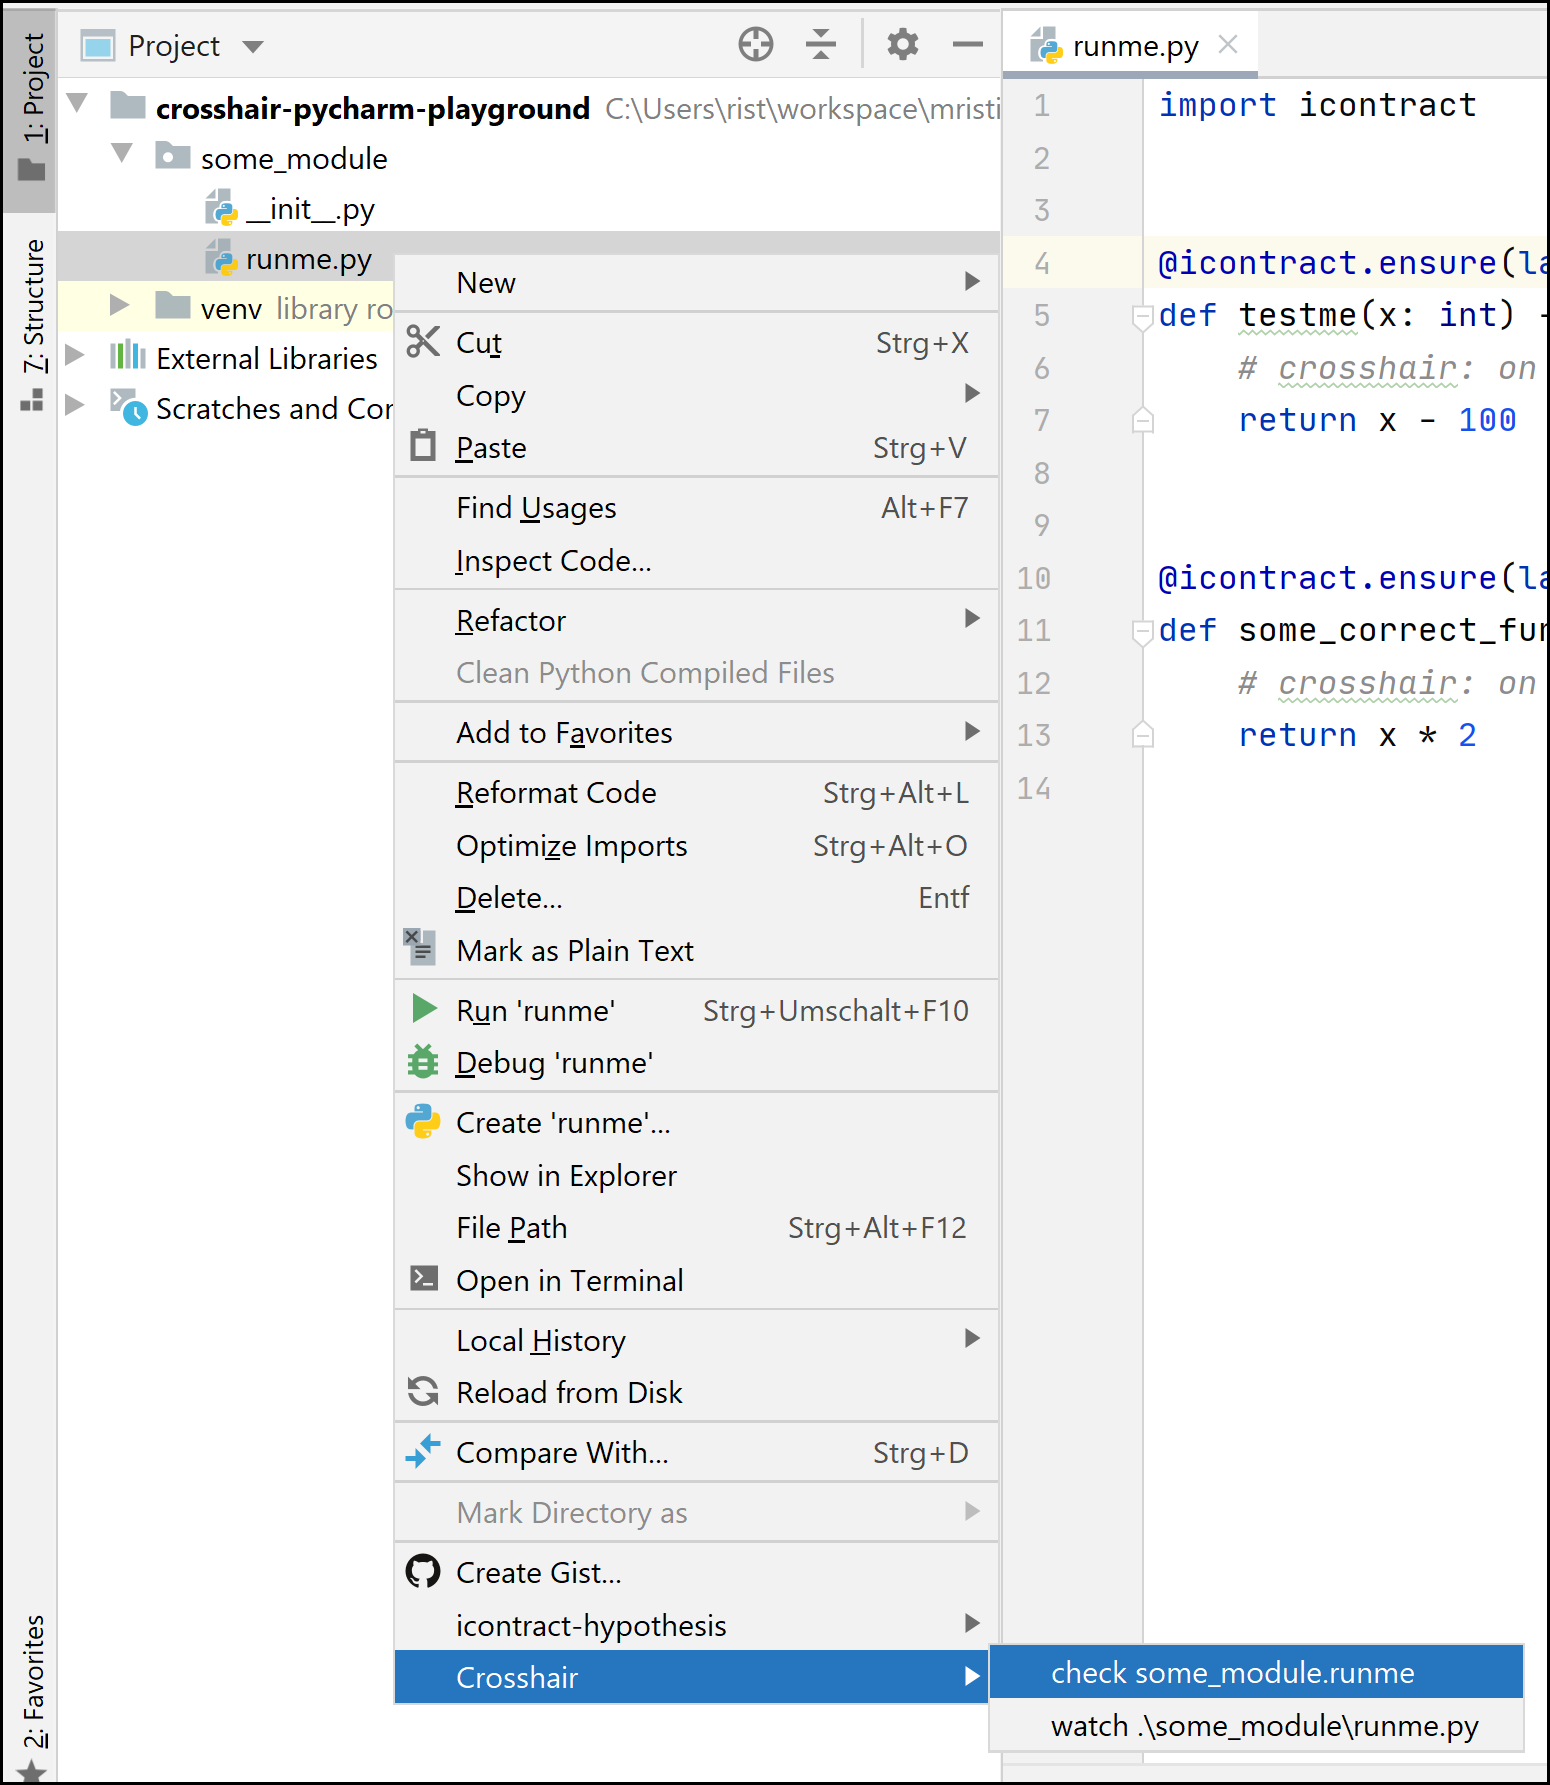 1: Project
7: Structure
2: Favorites
Project
crosshair-pycharm-playground C:\Users\rist\workspace\mristi
some_module
__init__.py
runme.py
venv library ro
External Libraries
Scratches and Con
New
Cut Strg+X
Copy
Paste Strg+V
Find Usages Alt+F7
Inspect Code...
Refactor
Clean Python Compiled Files
Add to Favorites
Reformat Code Strg+Alt+L
Optimize Imports Strg+Alt+O
Delete... Entf
Mark as Plain Text
Run 'runme' Strg+Umschalt+F10
Debug 'runme'
Create 'runme'...
Show in Explorer
File Path Strg+Alt+F12
Open in Terminal
Local History
Reload from Disk
Compare With... Strg+D
Mark Directory as
Create Gist...
icontract-hypothesis
Crosshair
check some_module.runme
watch .\some_module\runme.py
runme.py
1 import icontract
2
3
4 @icontract.ensure(la
5 def testme(x: int) -
6 # crosshair: on
7 return x - 100
8
9
10 @icontract.ensure(la
11 def some_correct_fun
12 # crosshair: on
13 return x * 2
14